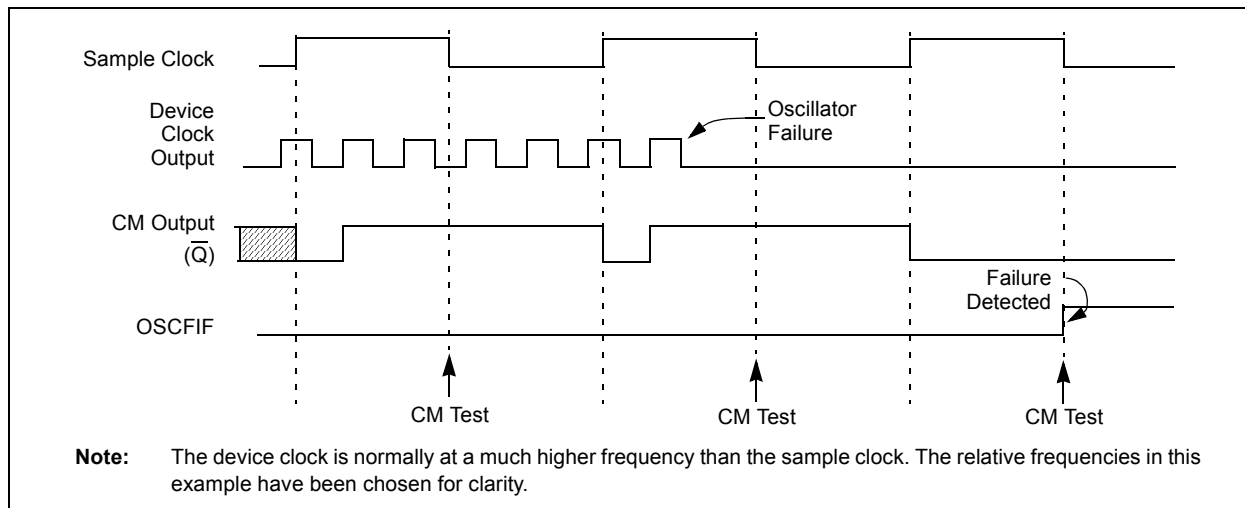 Sample Clock
Device
Clock
Output
Oscillator
Failure
CM Output
(Q̅)
Failure
Detected
OSCFIF
CM Test
CM Test
CM Test
Note: The device clock is normally at a much higher frequency than the sample clock. The relative frequencies in this
example have been chosen for clarity.